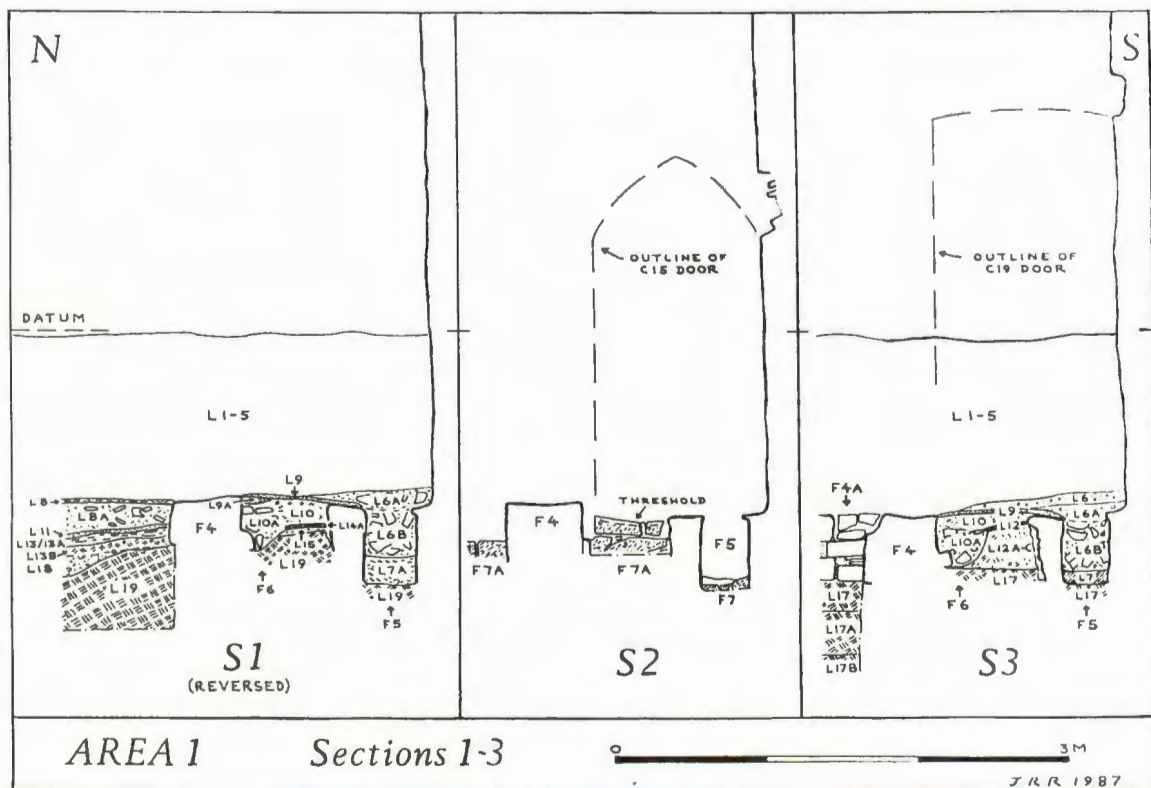 N
DATUM
L1-5
L8
L8A
L11
L13/13A
L13B
L18
L19
F4
L9
L9A
L10
L10A
L14A
L15
L19
F6
L6A
L6B
L7A
L19
F5
S1
(REVERSED)
OUTLINE OF
C15 DOOR
THRESHOLD
F4
F7A
F7A
F5
F7
S2
S
OUTLINE OF
C19 DOOR
L1-5
F4A
F4
L17
L17A
L17B
L9
L10
L12
L10A
L12A
L17
F6
L6
L6A
L6B
L7
L17
F5
S3
AREA 1 Sections 1-3
0 3M
JRR 1987